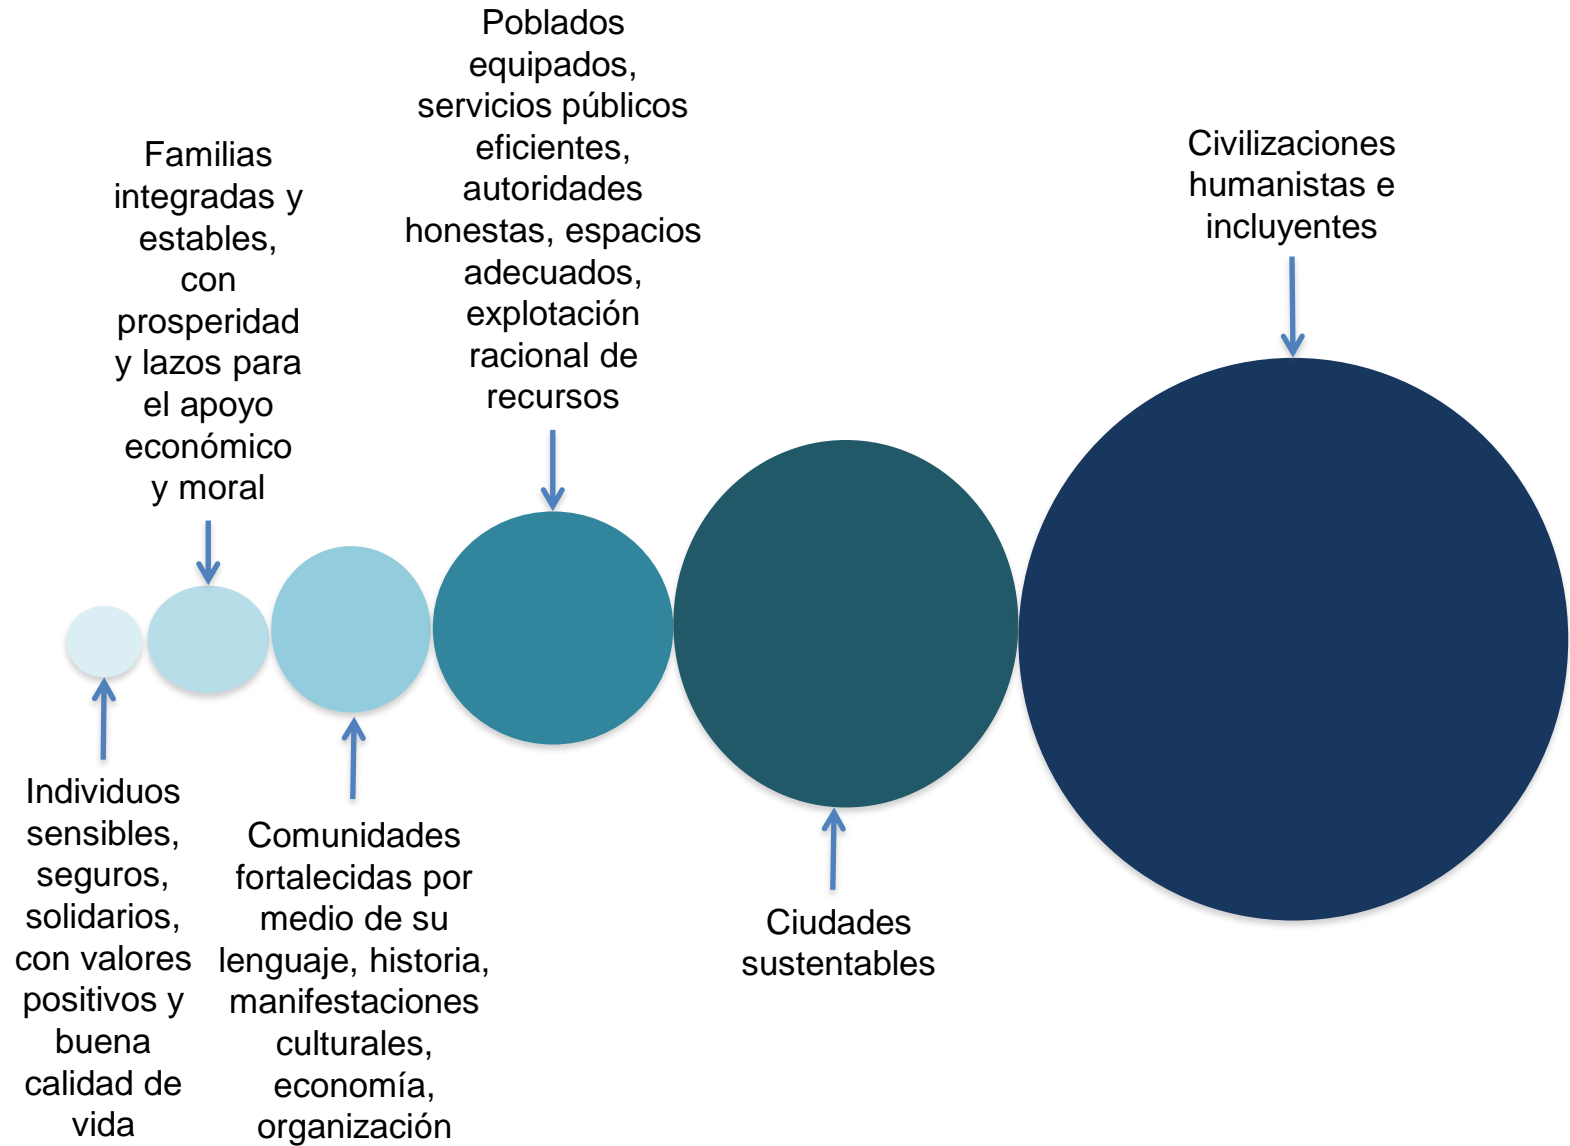 Individuos
sensibles,
seguros,
solidarios,
con valores
positivos y
buena
calidad de
vida
Familias
integradas y
estables,
con
prosperidad
y lazos para
el apoyo
económico
y moral
Comunidades
fortalecidas por
medio de su
lenguaje, historia,
manifestaciones
culturales,
economía,
organización
Poblados
equipados,
servicios públicos
eficientes,
autoridades
honestas, espacios
adecuados,
explotación
racional de
recursos
Ciudades
sustentables
Civilizaciones
humanistas e
incluyentes